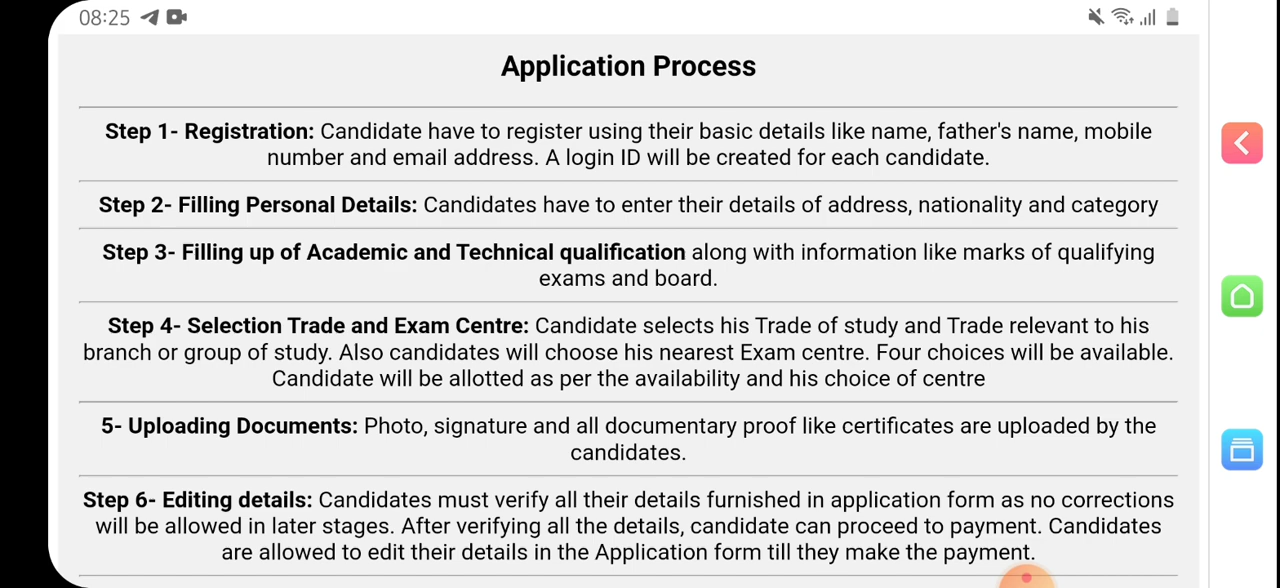 08:25
Application Process
Step 1- Registration: Candidate have to register using their basic details like name, father's name, mobile
number and email address. A login ID will be created for each candidate.
Step 2- Filling Personal Details: Candidates have to enter their details of address, nationality and category
Step 3- Filling up of Academic and Technical qualification along with information like marks of qualifying
exams and board.
Step 4- Selection Trade and Exam Centre: Candidate selects his Trade of study and Trade relevant to his
branch or group of study. Also candidates will choose his nearest Exam centre. Four choices will be available.
Candidate will be allotted as per the availability and his choice of centre
5- Uploading Documents: Photo, signature and all documentary proof like certificates are uploaded by the
candidates.
Step 6- Editing details: Candidates must verify all their details furnished in application form as no corrections
will be allowed in later stages. After verifying all the details, candidate can proceed to payment. Candidates
are allowed to edit their details in the Application form till they make the payment.